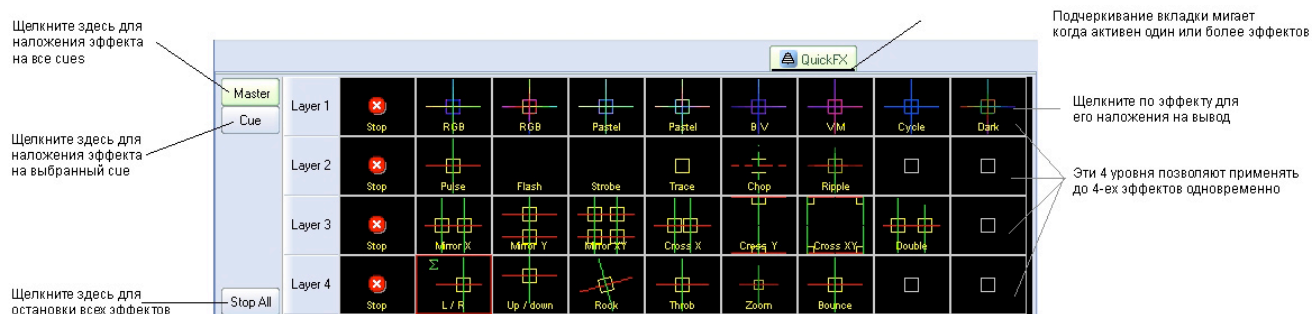 Щелкните здесь для
наложения эффекта
на все cues
Подчеркивание вкладки мигает
когда активен один или более эффектов
QuickFX
Master
Cue
Layer 1
Stop
RGB
RGB
Pastel
Pastel
B/V
V/M
Cycle
Dark
Щелкните по эффекту для
его наложения на вывод
Щелкните здесь для
наложения эффекта
на выбранный cue
Layer 2
Stop
Pulse
Flash
Strobe
Trace
Chop
Ripple
Эти 4 уровня позволяют применять
до 4-ех эффектов одновременно
Layer 3
Stop
Mirror X
Mirror Y
Mirror XY
Cross X
Cross Y
Cross XY
Double
Щелкните здесь для
остановки всех эффектов
Stop All
Layer 4
Stop
Σ
L / R
Up / down
Rock
Throb
Zoom
Bounce